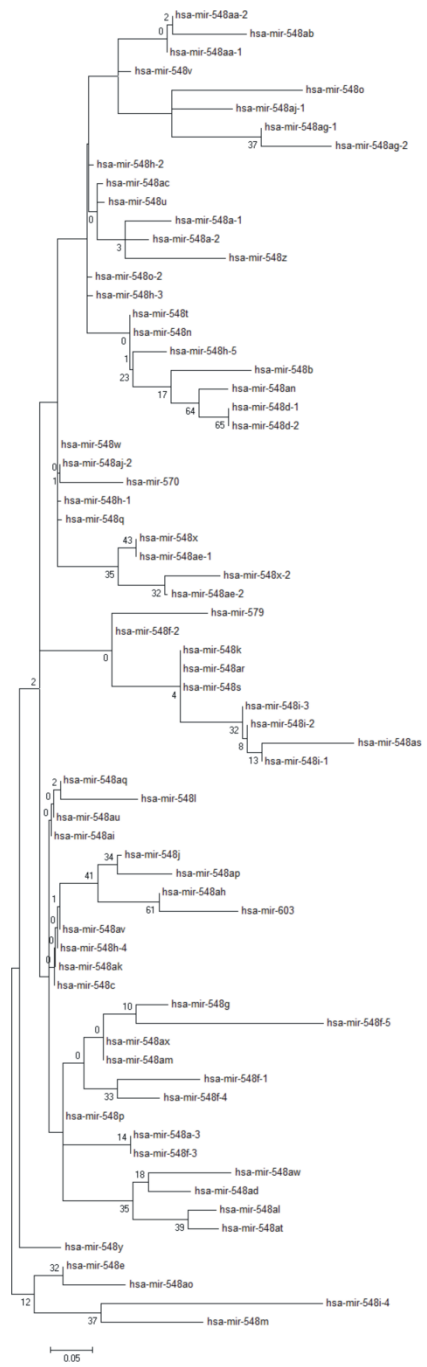 hsa-mir-548aa-2
2
0
hsa-mir-548ab
hsa-mir-548aa-1
hsa-mir-548v
hsa-mir-548o
hsa-mir-548aj-1
hsa-mir-548ag-1
37
hsa-mir-548ag-2
hsa-mir-548h-2
hsa-mir-548ac
hsa-mir-548u
0
hsa-mir-548a-1
hsa-mir-548a-2
3
hsa-mir-548z
hsa-mir-548o-2
hsa-mir-548h-3
hsa-mir-548t
hsa-mir-548n
0
hsa-mir-548h-5
1
hsa-mir-548b
23
hsa-mir-548an
17
hsa-mir-548d-1
64
hsa-mir-548d-2
65
hsa-mir-548w
hsa-mir-548aj-2
0
hsa-mir-570
1
hsa-mir-548h-1
hsa-mir-548q
hsa-mir-548x
43
hsa-mir-548ae-1
35
hsa-mir-548x-2
hsa-mir-548ae-2
32
hsa-mir-579
hsa-mir-548f-2
hsa-mir-548k
0
hsa-mir-548ar
hsa-mir-548s
2
4
hsa-mir-548i-3
hsa-mir-548i-2
32
hsa-mir-548as
8
hsa-mir-548i-1
13
hsa-mir-548aq
2
hsa-mir-548l
0
hsa-mir-548au
0
hsa-mir-548ai
hsa-mir-548j
34
hsa-mir-548ap
41
hsa-mir-548ah
1
hsa-mir-603
61
0
hsa-mir-548av
0
hsa-mir-548h-4
0
hsa-mir-548ak
hsa-mir-548c
hsa-mir-548g
10
hsa-mir-548f-5
0
hsa-mir-548ax
0
hsa-mir-548am
hsa-mir-548f-1
33
hsa-mir-548f-4
hsa-mir-548p
hsa-mir-548a-3
14
hsa-mir-548f-3
hsa-mir-548aw
18
hsa-mir-548ad
35
hsa-mir-548al
39
hsa-mir-548at
hsa-mir-548y
hsa-mir-548e
32
hsa-mir-548ao
12
hsa-mir-548i-4
37
hsa-mir-548m
0.05